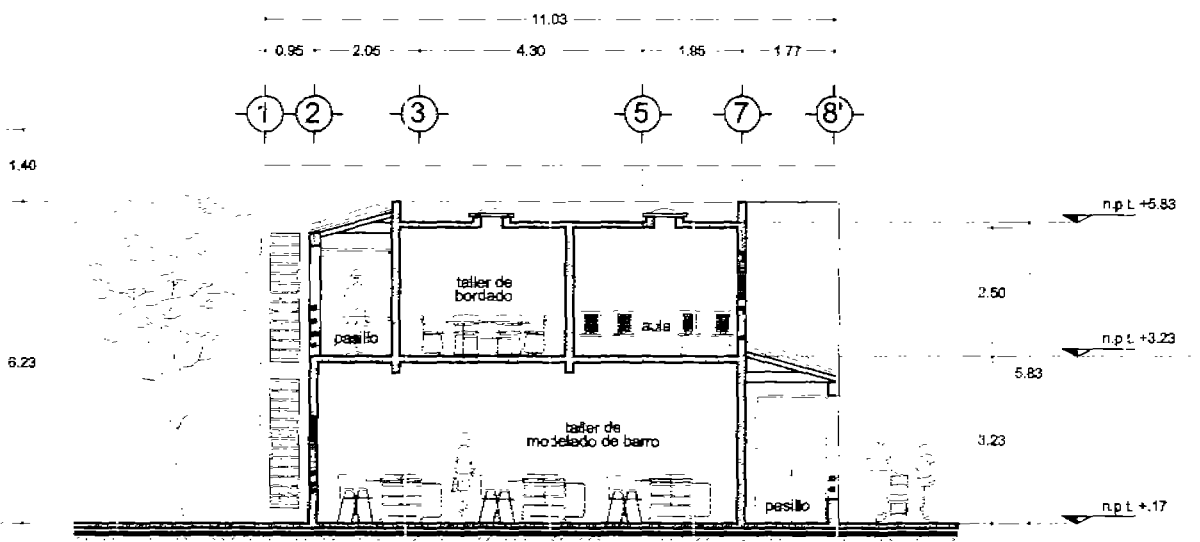 11.03
0.95 2.05 4.30 1.85 1.77
1 2 3 5 7 8'
1.40
n.p.t. +5.83
taller de
bordado
2.50
aula
pasillo
n.p.t. +3.23
6.23
5.83
taller de
modelado de barro
3.23
pasillo
n.p.t. +.17